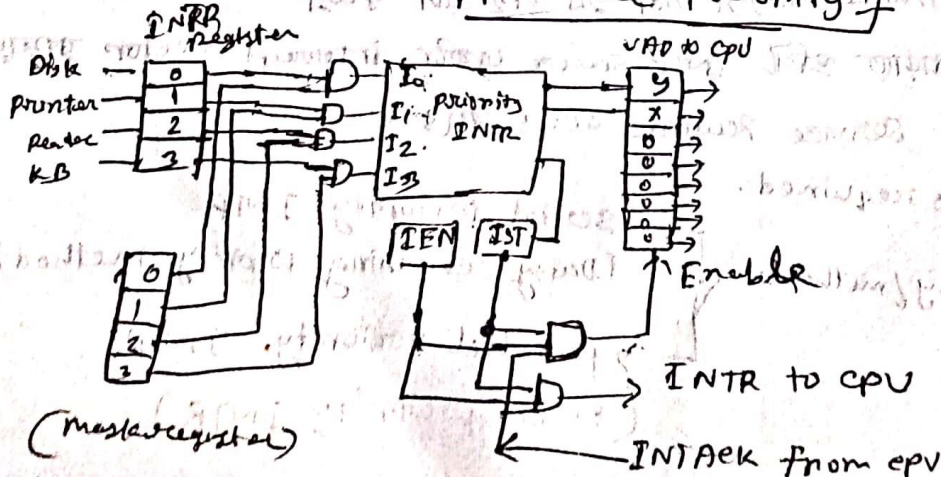 INTR
Register
Disk
Printer
Reader
KB
0
1
2
3
I0
I1
I2
I3
Priority
INTR
VAD to CPU
y
x
0
0
0
0
0
0
IEN
IST
Enable
0
1
2
3
(Mask register)
INTR to CPU
INTACK from CPU